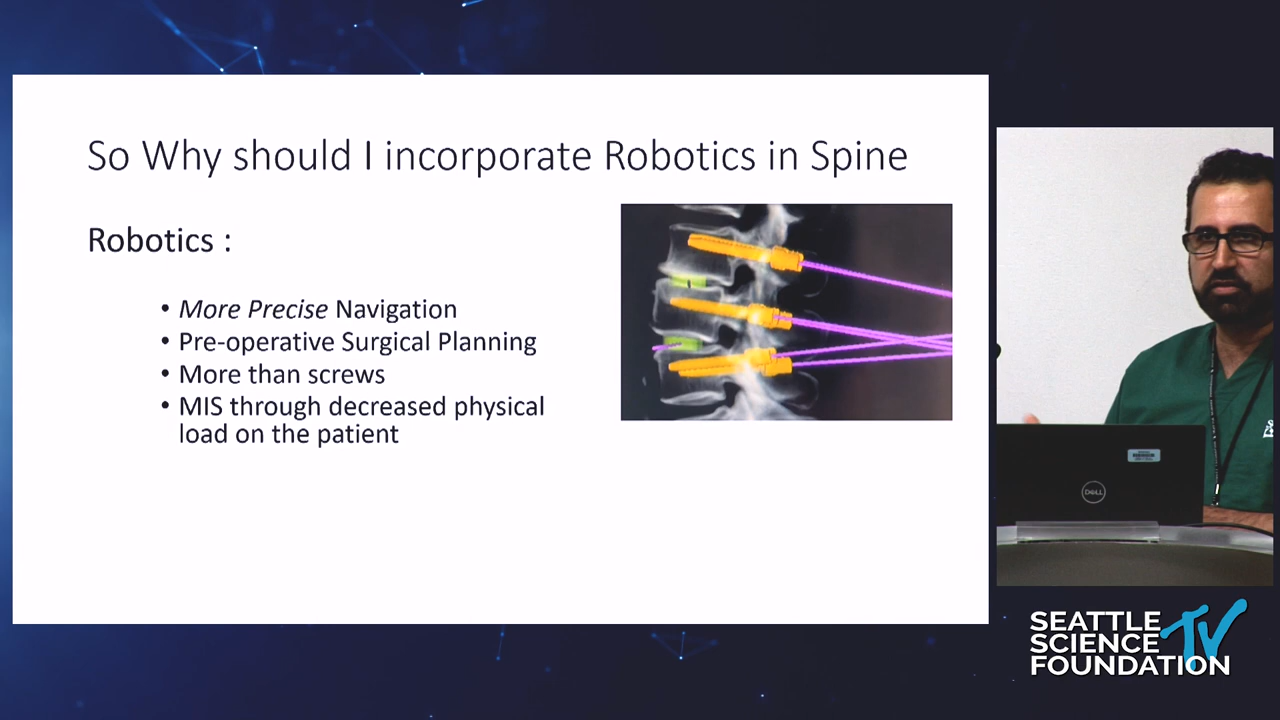 So Why should I incorporate Robotics in Spine
Robotics :
• More Precise Navigation
• Pre-operative Surgical Planning
• More than screws
• MIS through decreased physical
load on the patient
DELL
SEATTLE
SCIENCE
FOUNDATION
TV